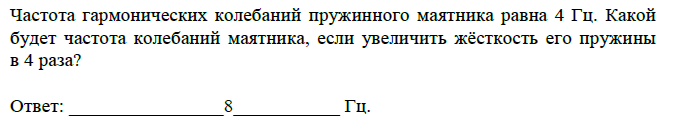 Частота гармонических колебаний пружинного маятника равна 4 Гц. Какой
будет частота колебаний маятника, если увеличить жёсткость его пружины
в 4 раза?
Ответ: ________________8___________ Гц.